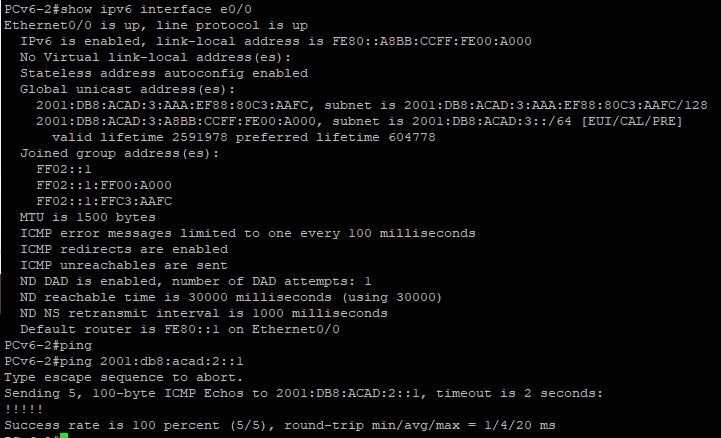 PCv6-2#show ipv6 interface e0/0
Ethernet0/0 is up, line protocol is up
  IPv6 is enabled, link-local address is FE80::A8BB:CCFF:FE00:A000
  No Virtual link-local address(es):
  Stateless address autoconfig enabled
  Global unicast address(es):
    2001:DB8:ACAD:3:AAA:EF88:80C3:AAFC, subnet is 2001:DB8:ACAD:3:AAA:EF88:80C3:AAFC/128
    2001:DB8:ACAD:3:A8BB:CCFF:FE00:A000, subnet is 2001:DB8:ACAD:3::/64 [EUI/CAL/PRE]
      valid lifetime 2591978 preferred lifetime 604778
  Joined group address(es):
    FF02::1
    FF02::1:FF00:A000
    FF02::1:FFC3:AAFC
  MTU is 1500 bytes
  ICMP error messages limited to one every 100 milliseconds
  ICMP redirects are enabled
  ICMP unreachables are sent
  ND DAD is enabled, number of DAD attempts: 1
  ND reachable time is 30000 milliseconds (using 30000)
  ND NS retransmit interval is 1000 milliseconds
  Default router is FE80::1 on Ethernet0/0
PCv6-2#ping
PCv6-2#ping 2001:db8:acad:2::1
Type escape sequence to abort.
Sending 5, 100-byte ICMP Echos to 2001:DB8:ACAD:2::1, timeout is 2 seconds:
!!!!!
Success rate is 100 percent (5/5), round-trip min/avg/max = 1/4/20 ms
PCv6-2#